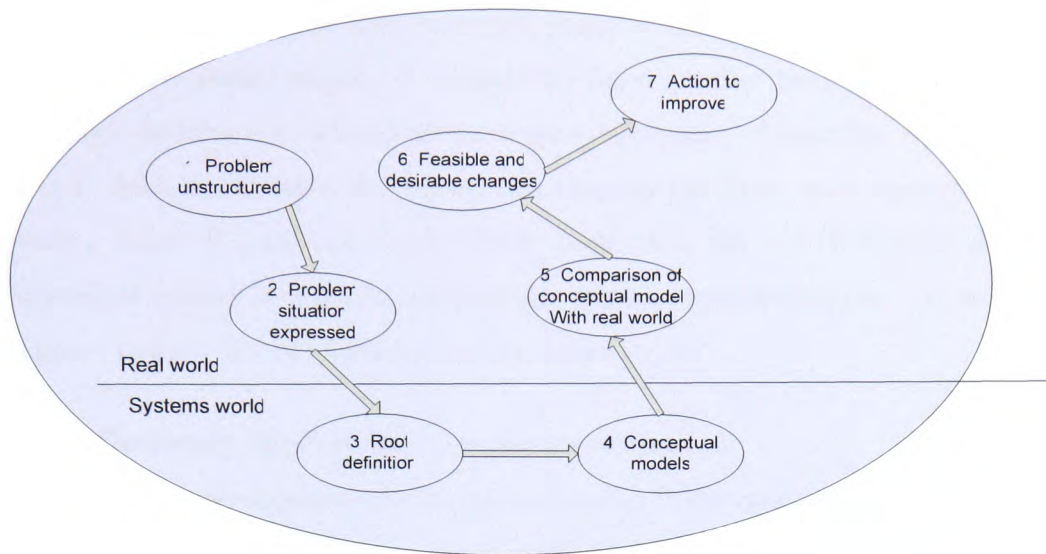 Problem
unstructured
2 Problem
situation
expressed
Real world
Systems world
3 Root
definition
4 Conceptual
models
5 Comparison of
conceptual model
With real world
6 Feasible and
desirable changes
7 Action to
improve